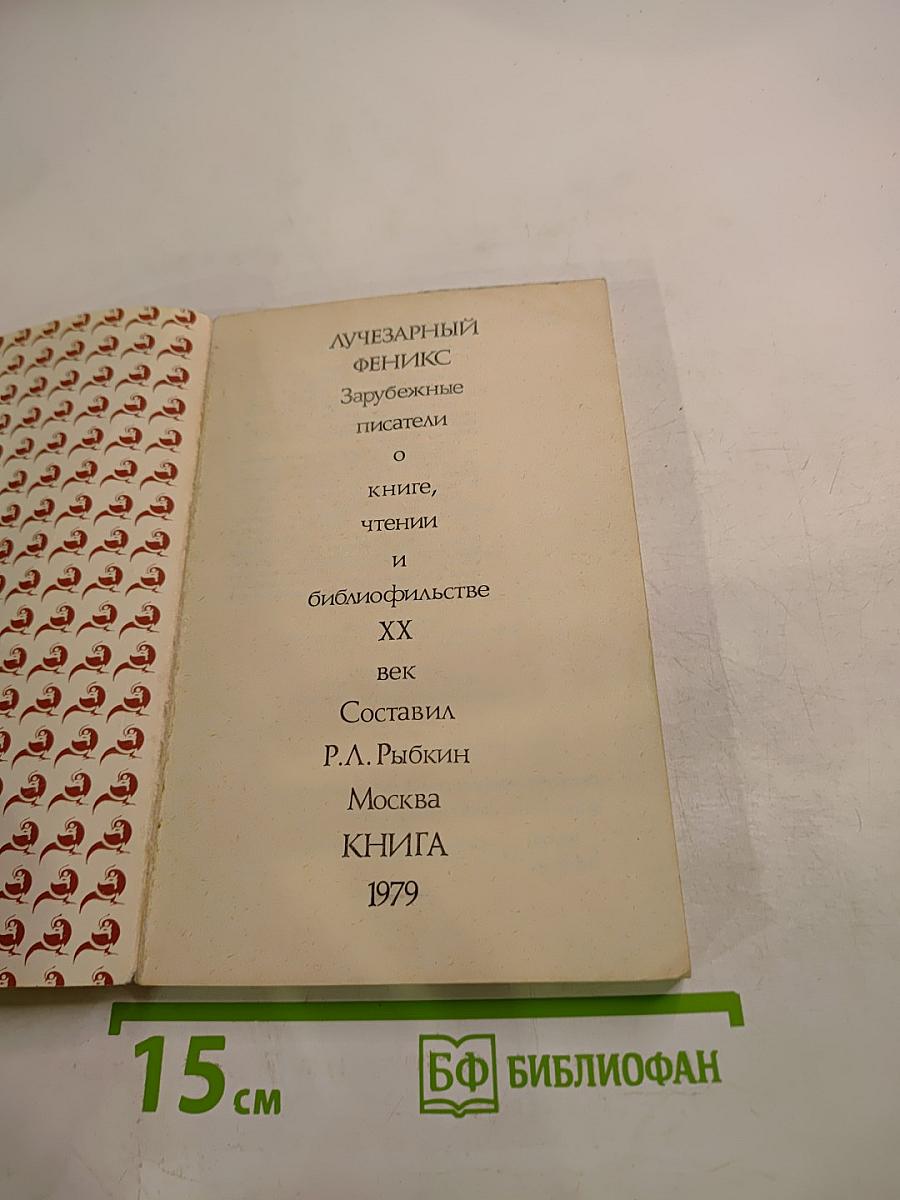 ЛУЧЕЗАРНЫЙ
ФЕНИКС
Зарубежные
писатели
о
книге,
чтении
и
библиофильстве
XX
век
Составил
Р.Л.Рыбкин
Москва
КНИГА
1979
15 см
БФ БИБЛИОФАН